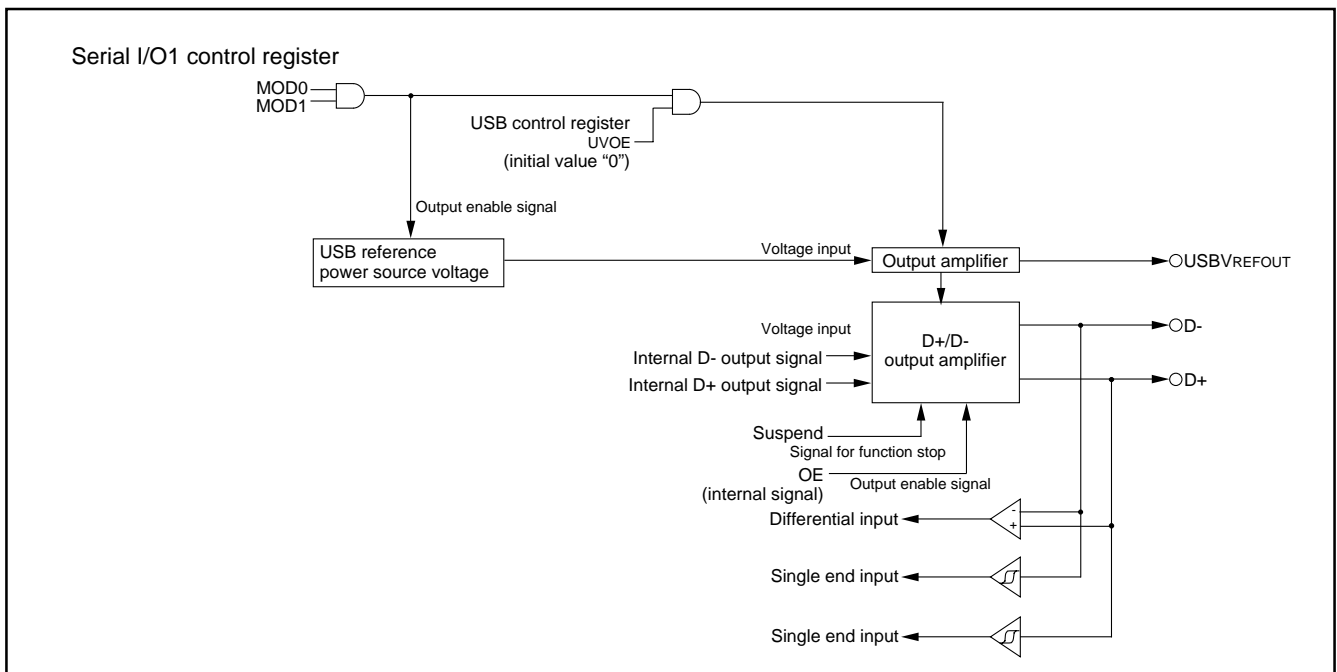 Serial I/O1 control register
MOD0
MOD1
USB control register
UVOE
(initial value “0”)
Output enable signal
USB reference
power source voltage
Voltage input
Output amplifier
USBVREFOUT
Voltage input
D+/D-
output amplifier
D-
Internal D- output signal
Internal D+ output signal
D+
Suspend
Signal for function stop
OE
(internal signal)
Output enable signal
Differential input
-
+
Single end input
Single end input